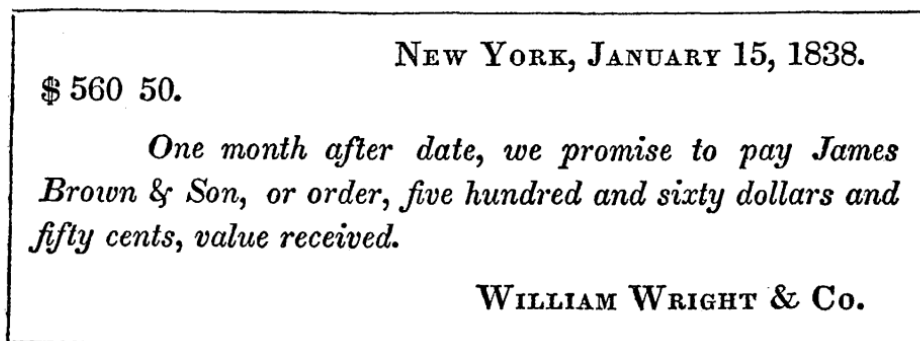 New York, January 15, 1838.
$ 560 50.
One month after date, we promise to pay James
Brown & Son, or order, five hundred and sixty dollars and
fifty cents, value received.
William Wright & Co.